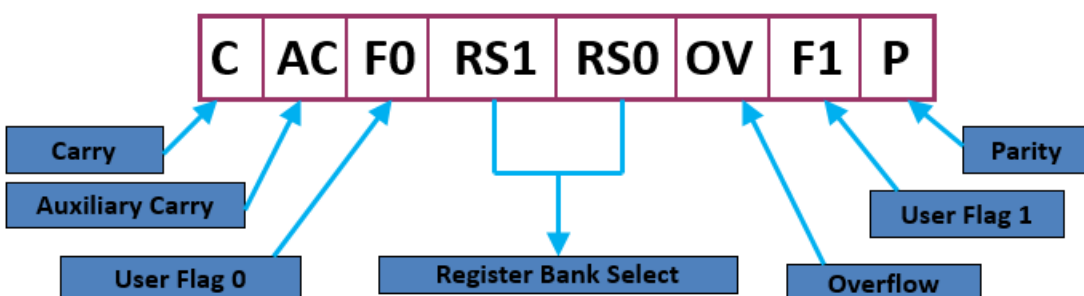 C AC F0 RS1 RS0 OV F1 P
Carry
Parity
Auxiliary Carry
User Flag 1
User Flag 0
Register Bank Select
Overflow